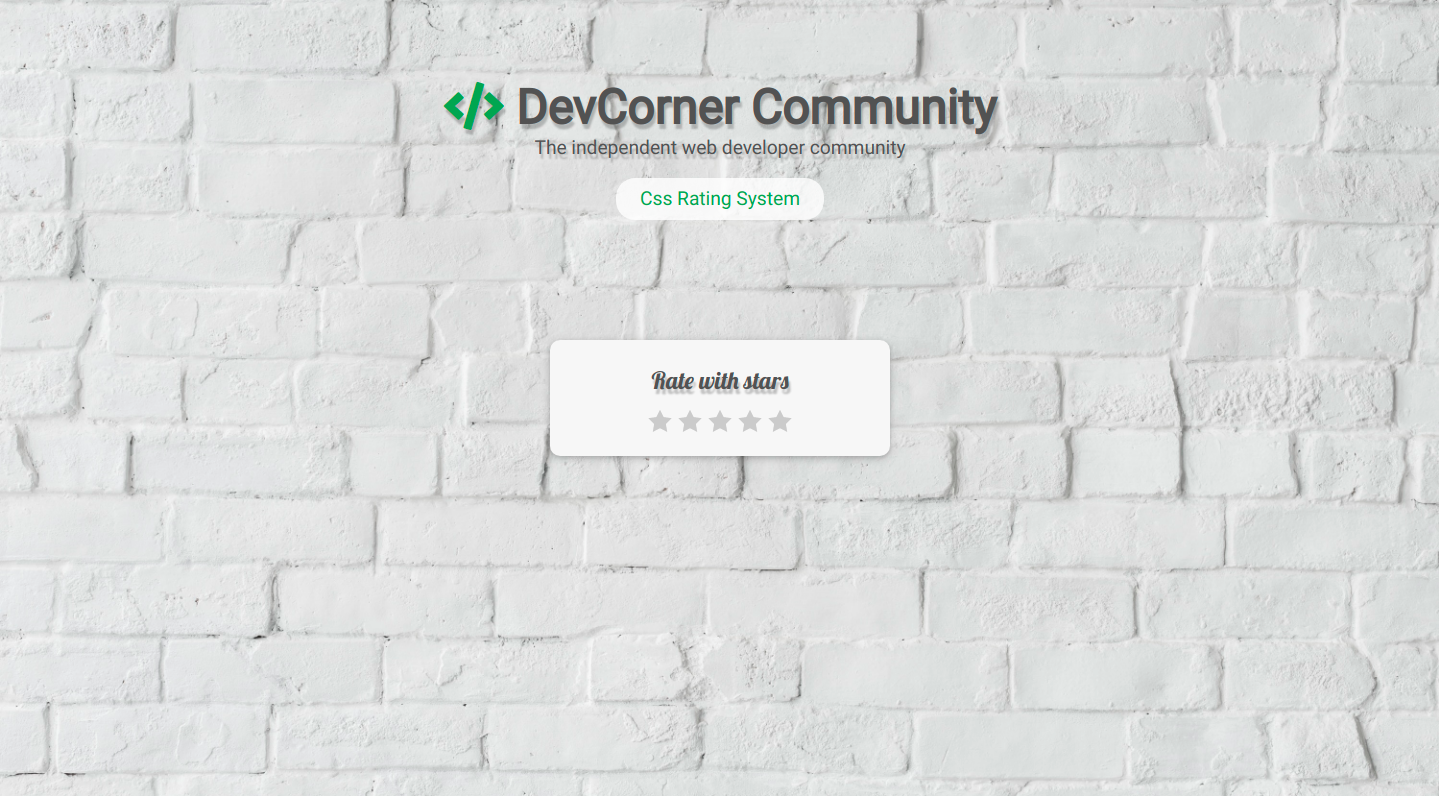 DevCorner Community
The independent web developer community
Css Rating System
Rate with stars